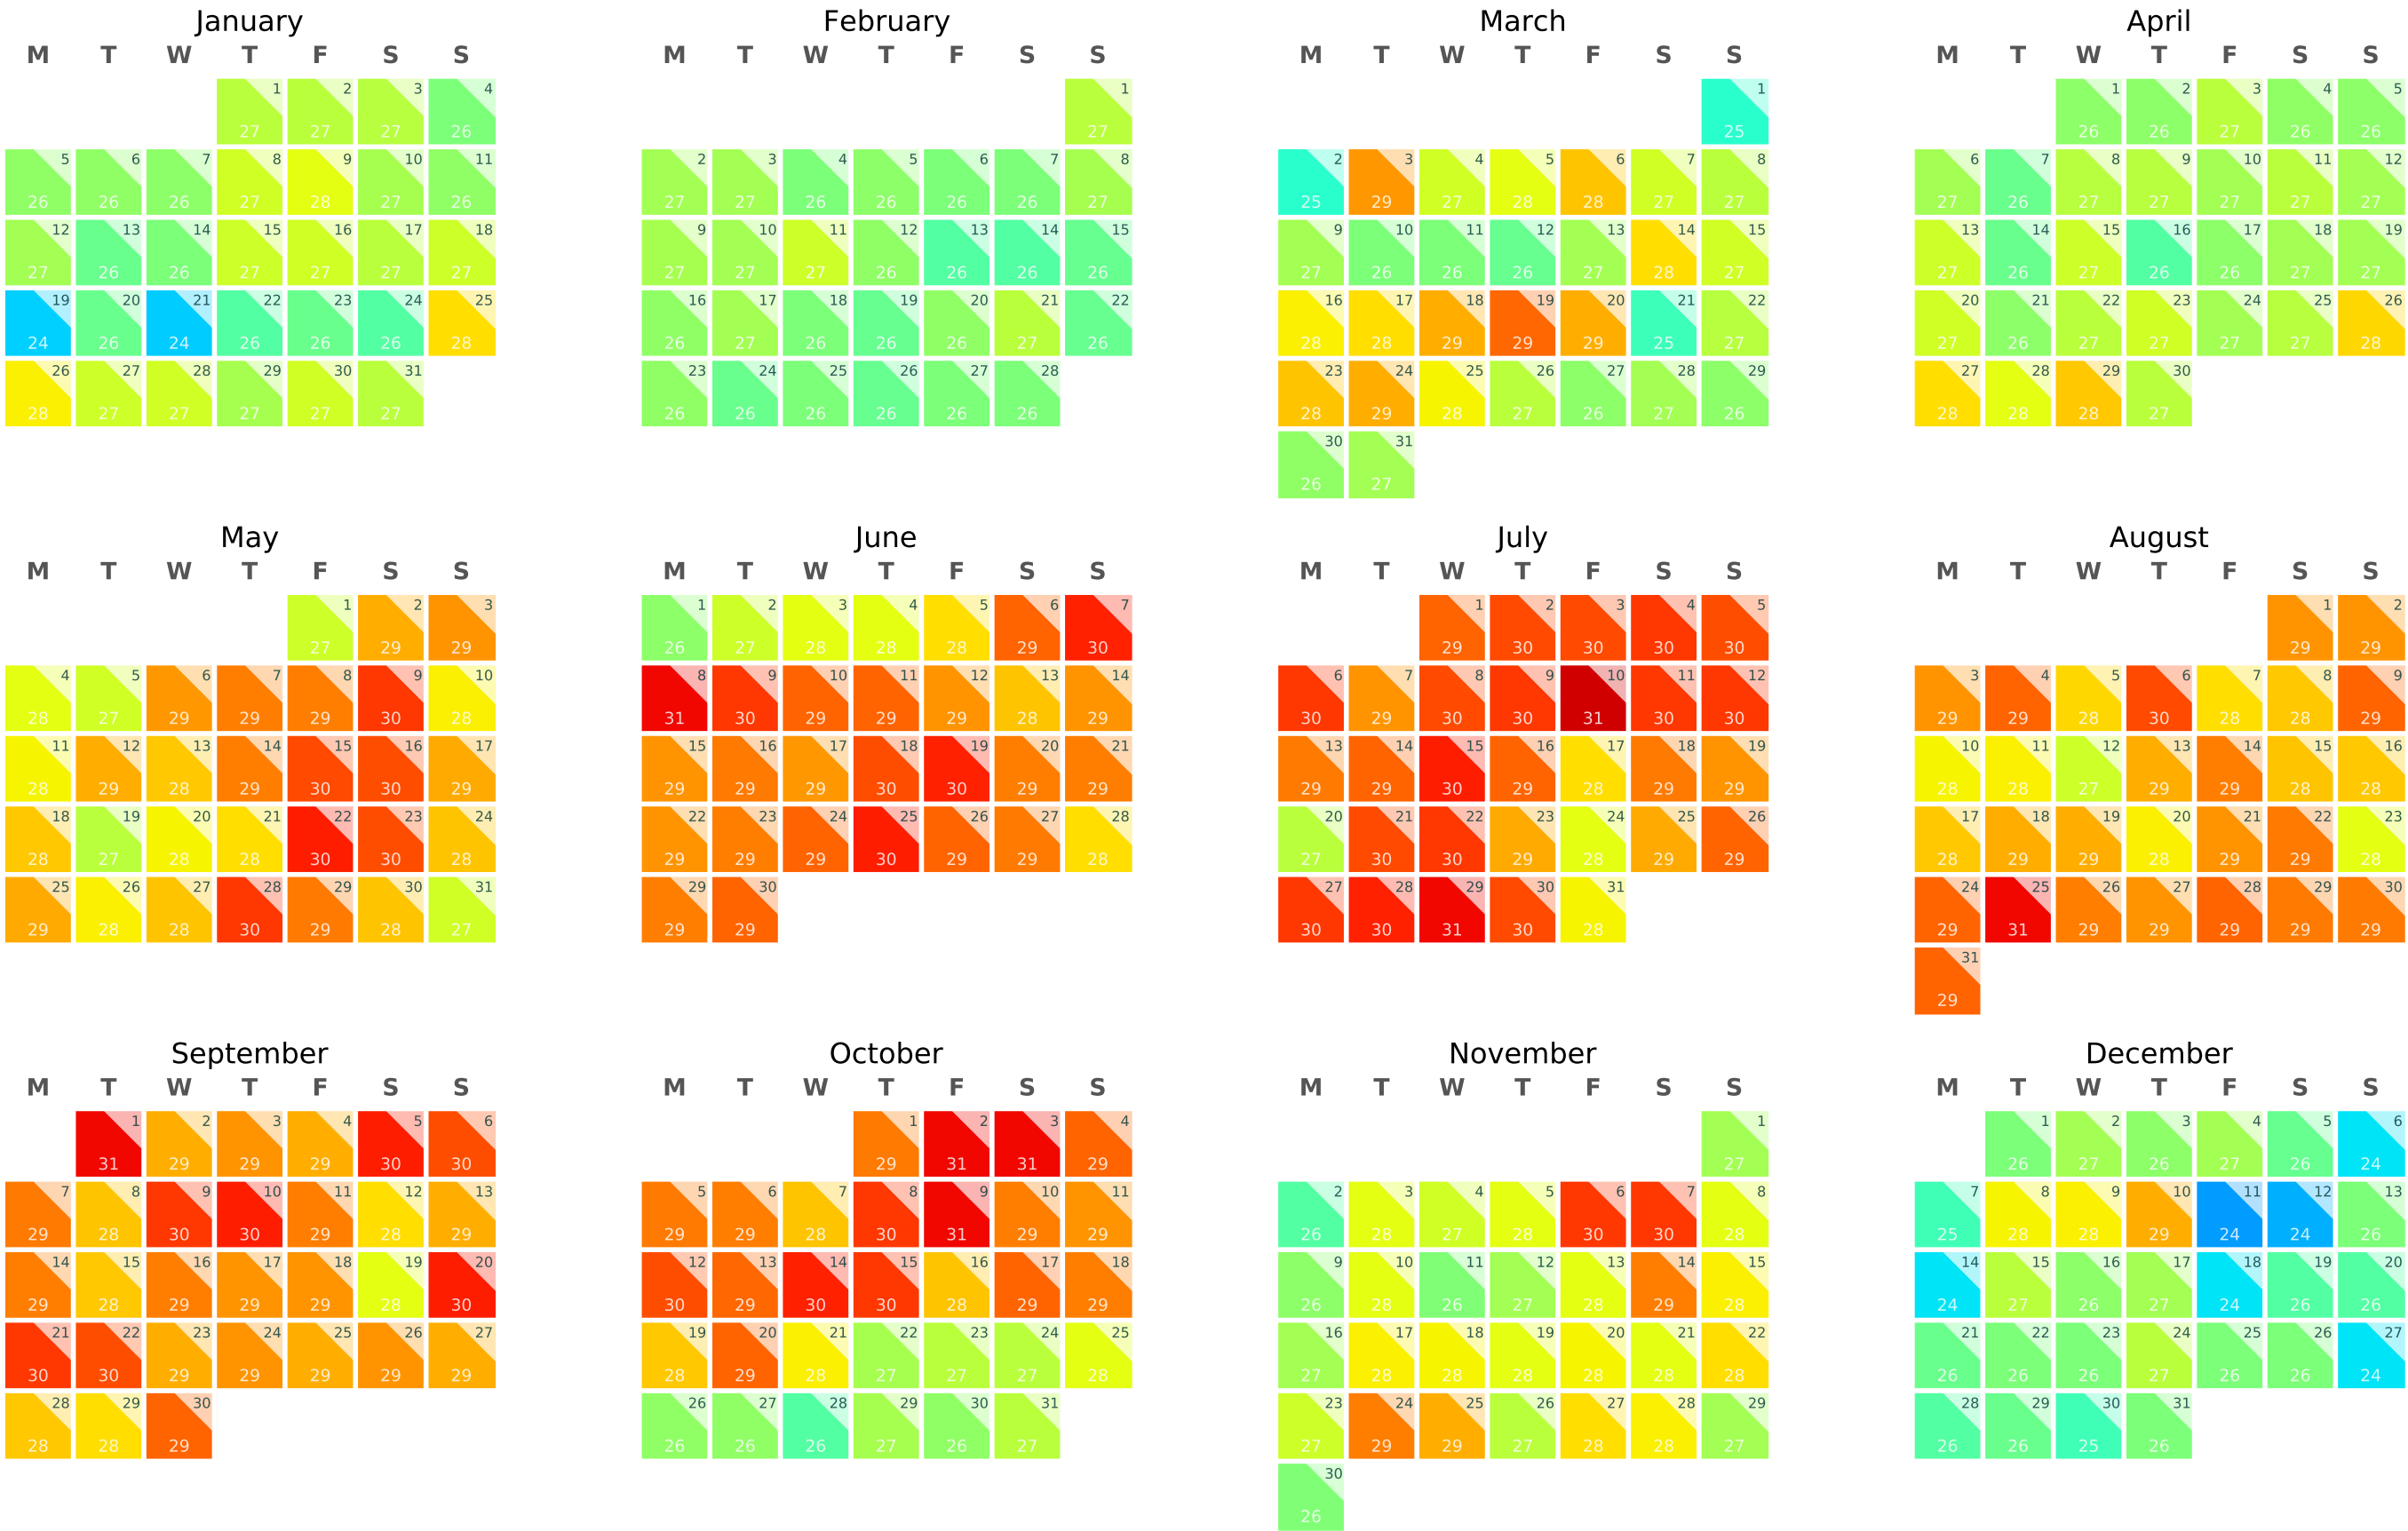 January
M T W T F S S
1 2 3 4
27 27 27 26
5 6 7 8 9 10 11
26 26 26 27 28 27 26
12 13 14 15 16 17 18
27 26 26 27 27 27 27
19 20 21 22 23 24 25
24 26 24 26 26 26 28
26 27 28 29 30 31
28 27 27 27 27 27
February
M T W T F S S
1
27
2 3 4 5 6 7 8
27 27 26 26 26 26 27
9 10 11 12 13 14 15
27 27 27 26 26 26 26
16 17 18 19 20 21 22
26 27 26 26 26 27 26
23 24 25 26 27 28
26 26 26 26 26 26
March
M T W T F S S
1
25
2 3 4 5 6 7 8
25 29 27 28 28 27 27
9 10 11 12 13 14 15
27 26 26 26 27 28 27
16 17 18 19 20 21 22
28 28 29 29 29 25 27
23 24 25 26 27 28 29
28 29 28 27 26 27 26
30 31
26 27
April
M T W T F S S
1 2 3 4 5
26 26 27 26 26
6 7 8 9 10 11 12
27 26 27 27 27 27 27
13 14 15 16 17 18 19
27 26 27 26 26 27 27
20 21 22 23 24 25 26
27 26 27 27 27 27 28
27 28 29 30
28 28 28 27
May
M T W T F S S
1 2 3
27 29 29
4 5 6 7 8 9 10
28 27 29 29 29 30 28
11 12 13 14 15 16 17
28 29 28 29 30 30 29
18 19 20 21 22 23 24
28 27 28 28 30 30 28
25 26 27 28 29 30 31
29 28 28 30 29 28 27
June
M T W T F S S
1 2 3 4 5 6 7
26 27 28 28 28 29 30
8 9 10 11 12 13 14
31 30 29 29 29 28 29
15 16 17 18 19 20 21
29 29 29 30 30 29 29
22 23 24 25 26 27 28
29 29 29 30 29 29 28
29 30
29 29
July
M T W T F S S
1 2 3 4 5
29 30 30 30 30
6 7 8 9 10 11 12
30 29 30 30 31 30 30
13 14 15 16 17 18 19
29 29 30 29 28 29 29
20 21 22 23 24 25 26
27 30 30 29 28 29 29
27 28 29 30 31
30 30 31 30 28
August
M T W T F S S
1 2
29 29
3 4 5 6 7 8 9
29 29 28 30 28 28 29
10 11 12 13 14 15 16
28 28 27 29 29 28 28
17 18 19 20 21 22 23
28 29 29 28 29 29 28
24 25 26 27 28 29 30
29 31 29 29 29 29 29
31
29
September
M T W T F S S
1 2 3 4 5 6
31 29 29 29 30 30
7 8 9 10 11 12 13
29 28 30 30 29 28 29
14 15 16 17 18 19 20
29 28 29 29 29 28 30
21 22 23 24 25 26 27
30 30 29 29 29 29 29
28 29 30
28 28 29
October
M T W T F S S
1 2 3 4
29 31 31 29
5 6 7 8 9 10 11
29 29 28 30 31 29 29
12 13 14 15 16 17 18
30 29 30 30 28 29 29
19 20 21 22 23 24 25
28 29 28 27 27 27 28
26 27 28 29 30 31
26 26 26 27 26 27
November
M T W T F S S
1
27
2 3 4 5 6 7 8
26 28 27 28 30 30 28
9 10 11 12 13 14 15
26 28 26 27 28 29 28
16 17 18 19 20 21 22
27 28 28 28 28 28 28
23 24 25 26 27 28 29
27 29 29 27 28 28 27
30
26
December
M T W T F S S
1 2 3 4 5 6
26 27 26 27 26 24
7 8 9 10 11 12 13
25 28 28 29 24 24 26
14 15 16 17 18 19 20
24 27 26 27 24 26 26
21 22 23 24 25 26 27
26 26 26 27 26 26 24
28 29 30 31
26 26 25 26